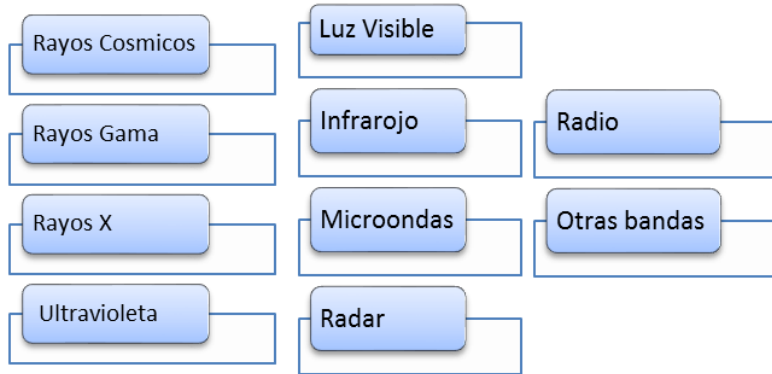 Rayos Cosmicos
Rayos Gama
Rayos X
Ultravioleta
Luz Visible
Infrarojo
Microondas
Radar
Radio
Otras bandas